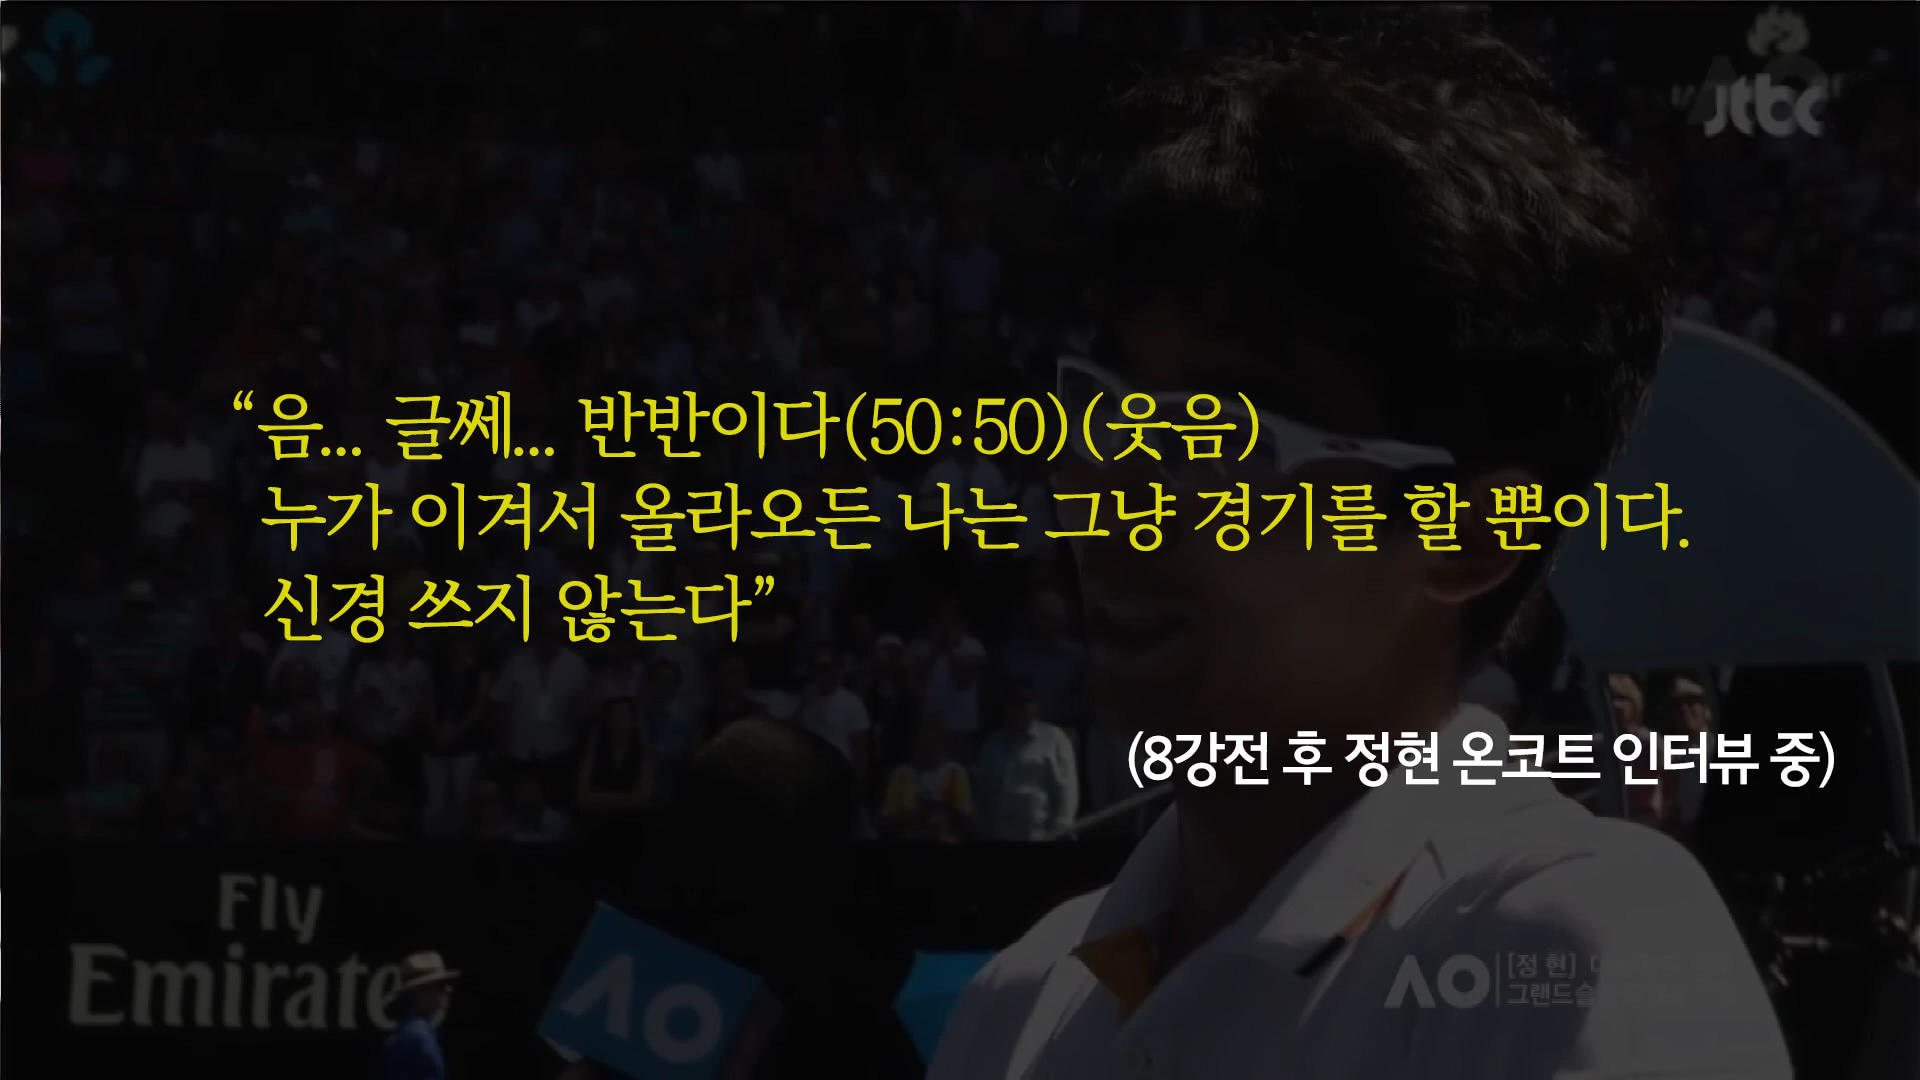 jtbc
“음... 글쎄... 반반이다(50:50)(웃음)
누가 이겨서 올라오든 나는 그냥 경기를 할 뿐이다.
신경 쓰지 않는다”
(8강전 후 정현 온코트 인터뷰 중)
Fly
Emirate
AO
AO
[정 현]
그랜드슬